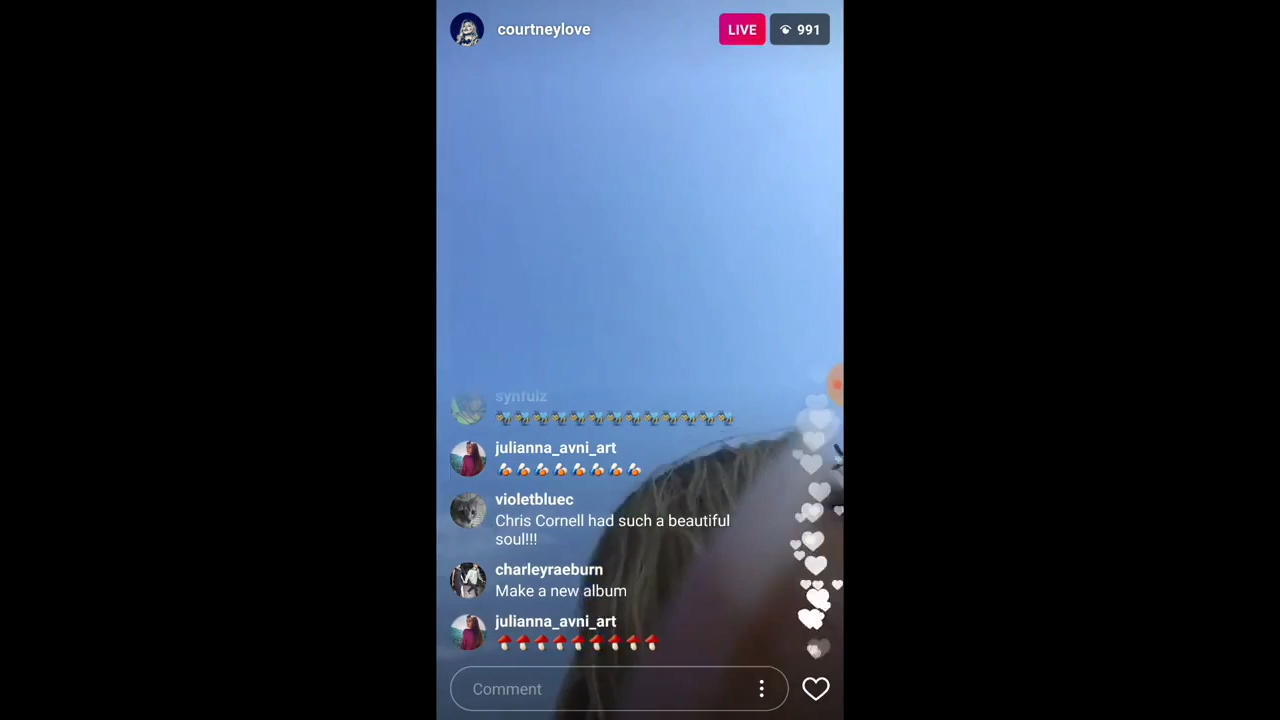 courtneylove
LIVE
991
synfulz
julianna_avni_art
violetbluec
Chris Cornell had such a beautiful
soul!!!
charleyraeburn
Make a new album
julianna_avni_art
Comment